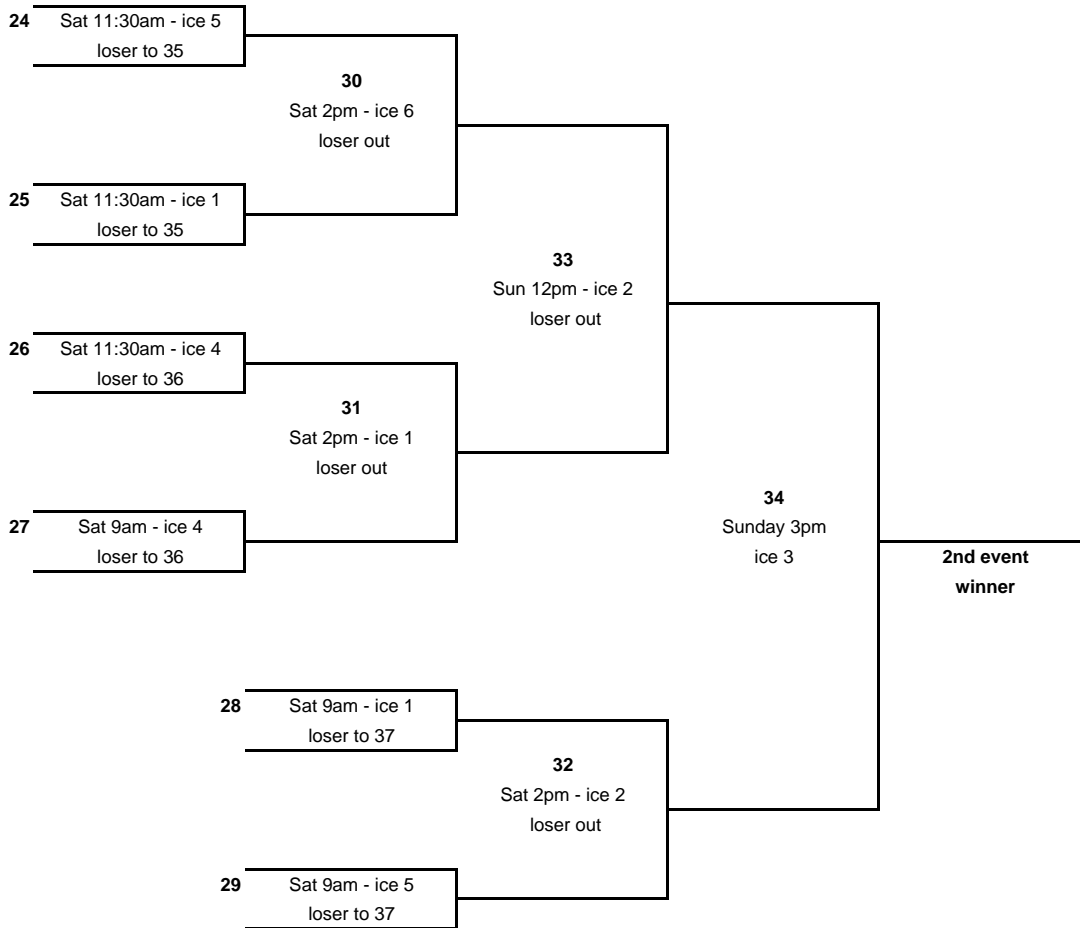 24 Sat 11:30am - ice 5
loser to 35
30
Sat 2pm - ice 6
loser out
25 Sat 11:30am - ice 1
loser to 35
33
Sun 12pm - ice 2
loser out
26 Sat 11:30am - ice 4
loser to 36
31
Sat 2pm - ice 1
loser out
34
Sunday 3pm
ice 3
27 Sat 9am - ice 4
loser to 36
2nd event
winner
28 Sat 9am - ice 1
loser to 37
32
Sat 2pm - ice 2
loser out
29 Sat 9am - ice 5
loser to 37